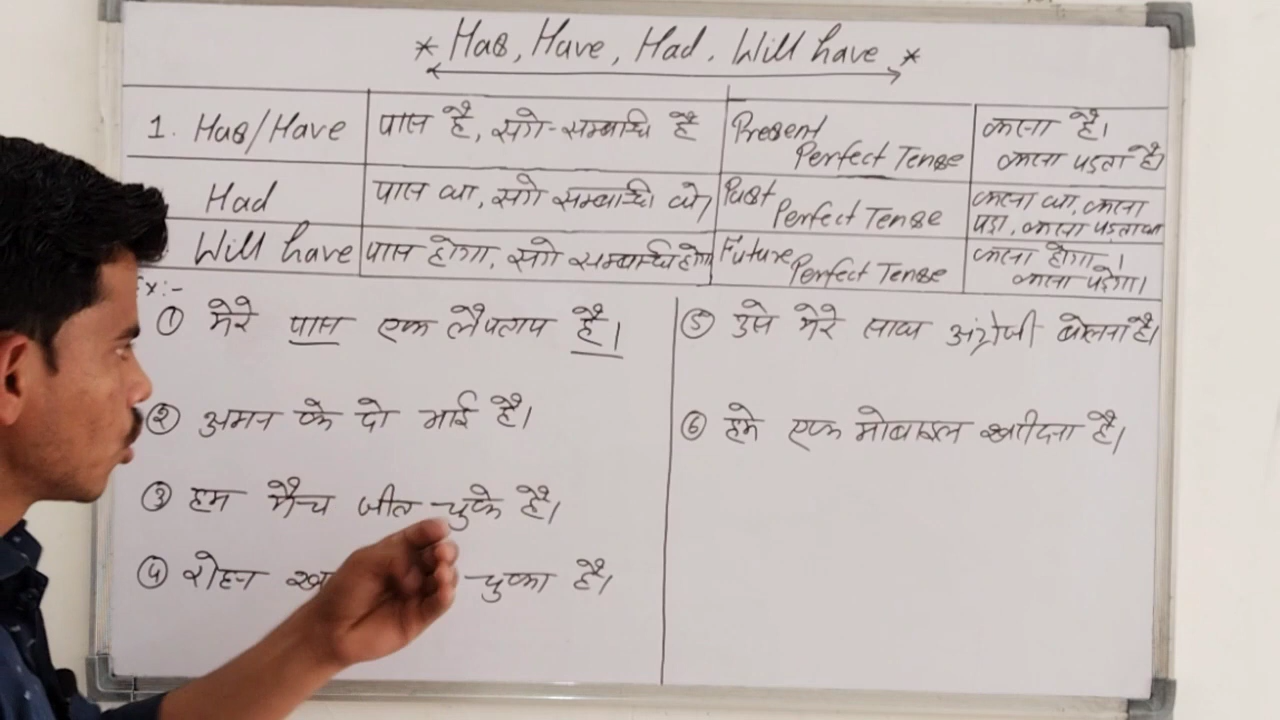 * Has, Have, Had, Will have *
1. Has/Have पास है, सगे-सम्बन्धि है Present Perfect Tense करना है। करना पड़ता है।
Had पास था, सगे सम्बन्धि थे। Past Perfect Tense करना था, करना पड़ा, करना पड़ता था
Will have पास होगा, सगे सम्बन्धि होगे Future Perfect Tense करना होगा। करना पड़ेगा।
Ex:-
① मेरे पास एक लैपटाप है।
② अमन के दो भाई है।
③ हम मैच जीत चुके है।
④ रोहन चुका है।
⑤ उसे मेरे साथ अंग्रेजी बोलना है।
⑥ हमे एक मोबाइल खरीदना है।